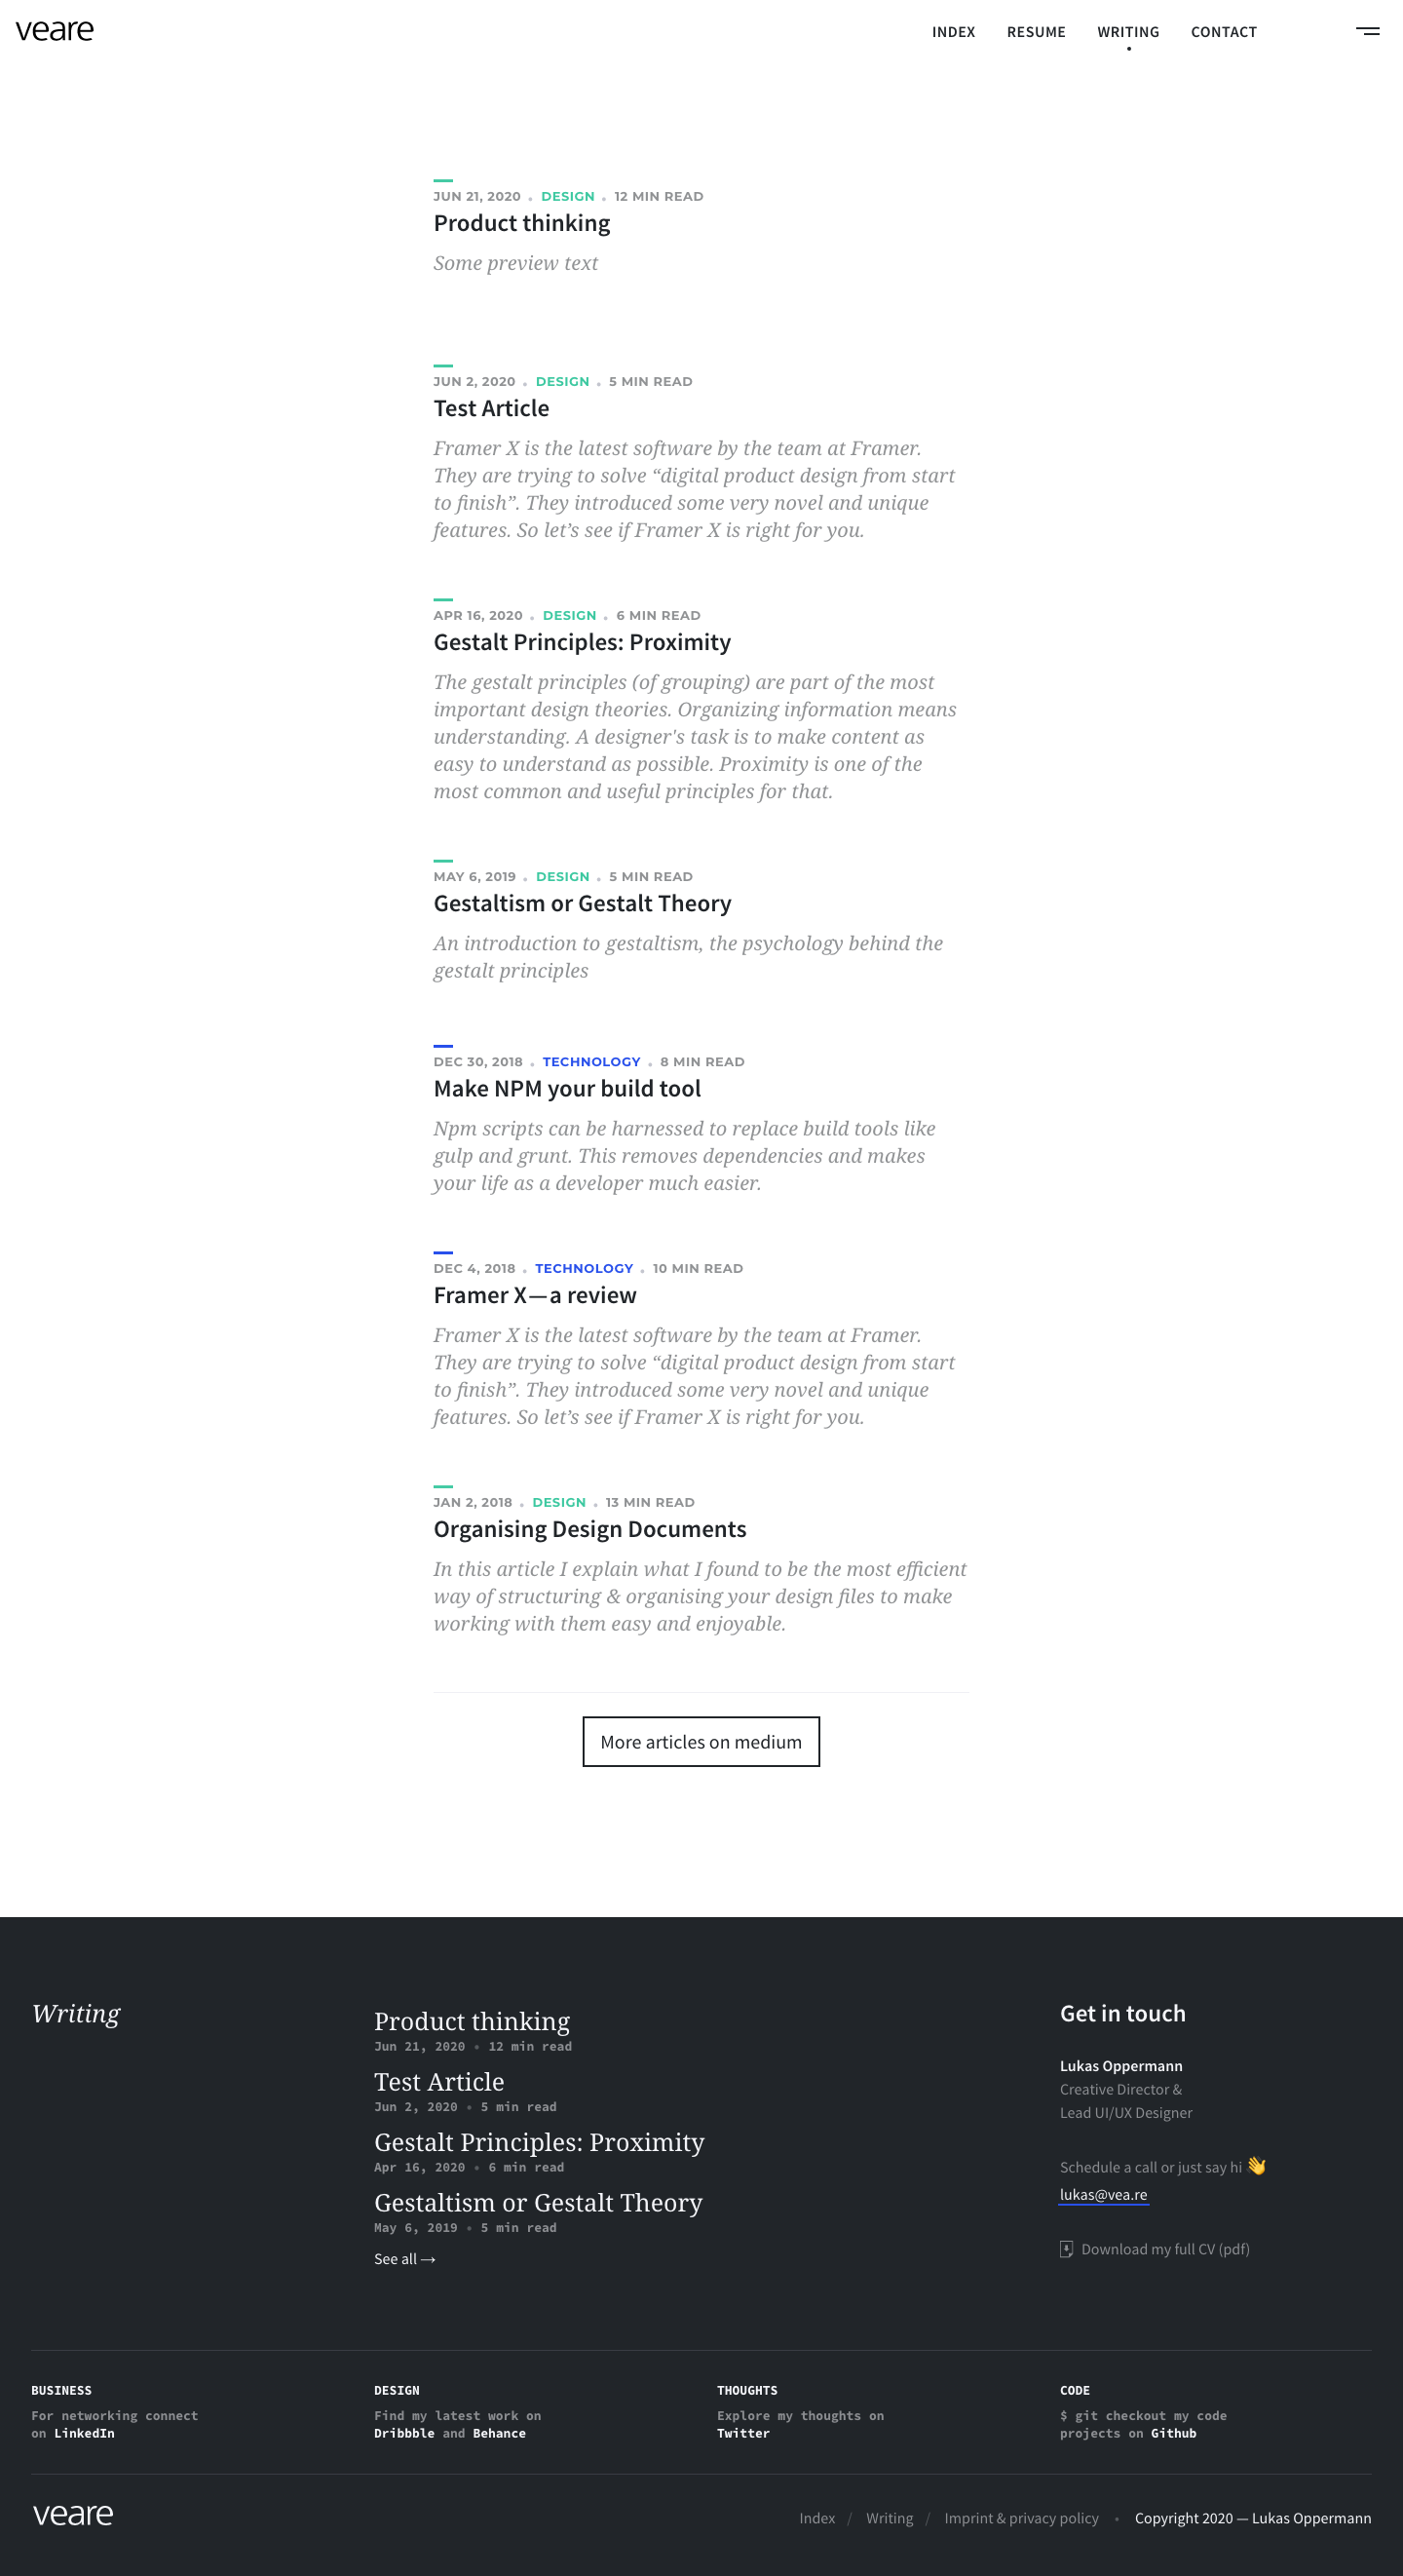 veare
INDEX RESUME WRITING CONTACT
JUN 21, 2020 • DESIGN • 12 MIN READ
Product thinking
Some preview text
JUN 2, 2020 • DESIGN • 5 MIN READ
Test Article
Framer X is the latest software by the team at Framer.
They are trying to solve “digital product design from start
to finish”. They introduced some very novel and unique
features. So let’s see if Framer X is right for you.
APR 16, 2020 • DESIGN • 6 MIN READ
Gestalt Principles: Proximity
The gestalt principles (of grouping) are part of the most
important design theories. Organizing information means
understanding. A designer's task is to make content as
easy to understand as possible. Proximity is one of the
most common and useful principles for that.
MAY 6, 2019 • DESIGN • 5 MIN READ
Gestaltism or Gestalt Theory
An introduction to gestaltism, the psychology behind the
gestalt principles
DEC 30, 2018 • TECHNOLOGY • 8 MIN READ
Make NPM your build tool
Npm scripts can be harnessed to replace build tools like
gulp and grunt. This removes dependencies and makes
your life as a developer much easier.
DEC 4, 2018 • TECHNOLOGY • 10 MIN READ
Framer X—a review
Framer X is the latest software by the team at Framer.
They are trying to solve “digital product design from start
to finish”. They introduced some very novel and unique
features. So let’s see if Framer X is right for you.
JAN 2, 2018 • DESIGN • 13 MIN READ
Organising Design Documents
In this article I explain what I found to be the most efficient
way of structuring & organising your design files to make
working with them easy and enjoyable.
More articles on medium
Writing
Product thinking
Jun 21, 2020 • 12 min read
Test Article
Jun 2, 2020 • 5 min read
Gestalt Principles: Proximity
Apr 16, 2020 • 6 min read
Gestaltism or Gestalt Theory
May 6, 2019 • 5 min read
See all →
Get in touch
Lukas Oppermann
Creative Director &
Lead UI/UX Designer
Schedule a call or just say hi 👋
lukas@vea.re
Download my full CV (pdf)
BUSINESS
For networking connect
on LinkedIn
DESIGN
Find my latest work on
Dribbble and Behance
THOUGHTS
Explore my thoughts on
Twitter
CODE
$ git checkout my code
projects on Github
veare
Index / Writing / Imprint & privacy policy • Copyright 2020 — Lukas Oppermann